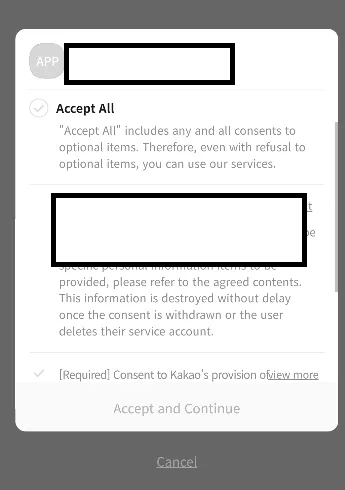 APP
Accept All
"Accept All" includes any and all consents to
optional items. Therefore, even with refusal to
optional items, you can use our services.
specific personal information items to be
provided, please refer to the agreed contents.
This information is destroyed without delay
once the consent is withdrawn or the user
deletes their service account.
[Required] Consent to Kakao's provision of View more
Accept and Continue
Cancel